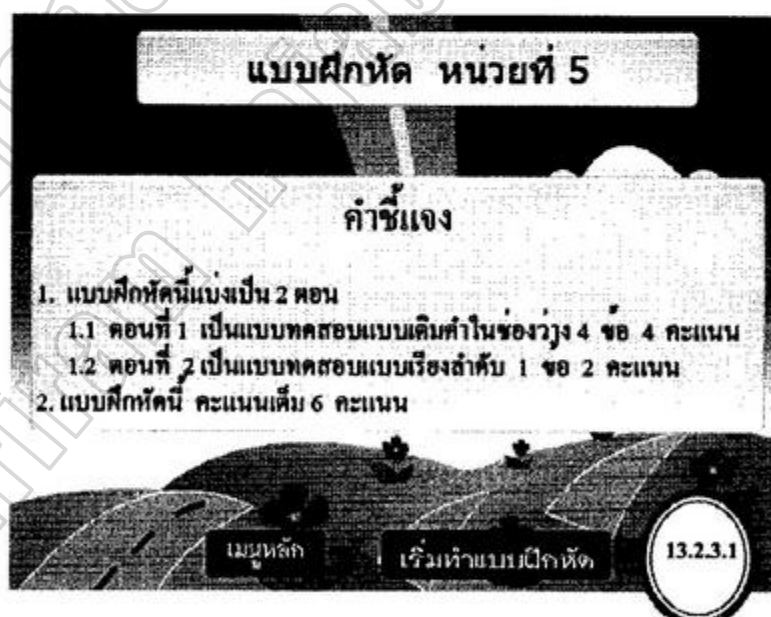 แบบฝึกหัด หน่วยที่ 5
คำชี้แจง
1. แบบฝึกหัดนี้แบ่งเป็น 2 ตอน
1.1 ตอนที่ 1 เป็นแบบทดสอบแบบเติมคำในช่องว่าง 4 ข้อ 4 คะแนน
1.2 ตอนที่ 2 เป็นแบบทดสอบแบบเรียงลำดับ 1 ข้อ 2 คะแนน
2. แบบฝึกหัดนี้ คะแนนเต็ม 6 คะแนน
เมนูหลัก
เริ่มทำแบบฝึกหัด
13.2.3.1